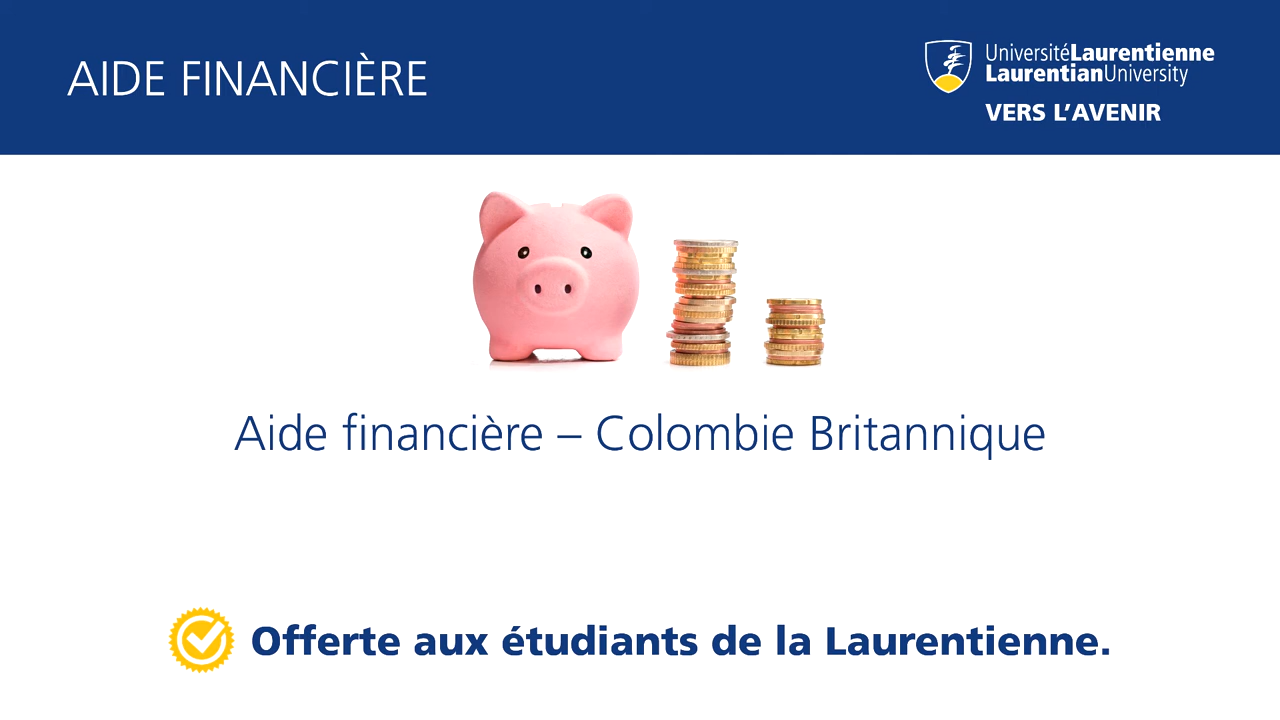 AIDE FINANCIÈRE
UniversitéLaurentienne
LaurentianUniversity
VERS L'AVENIR
Aide financière – Colombie Britannique
Offerte aux étudiants de la Laurentienne.